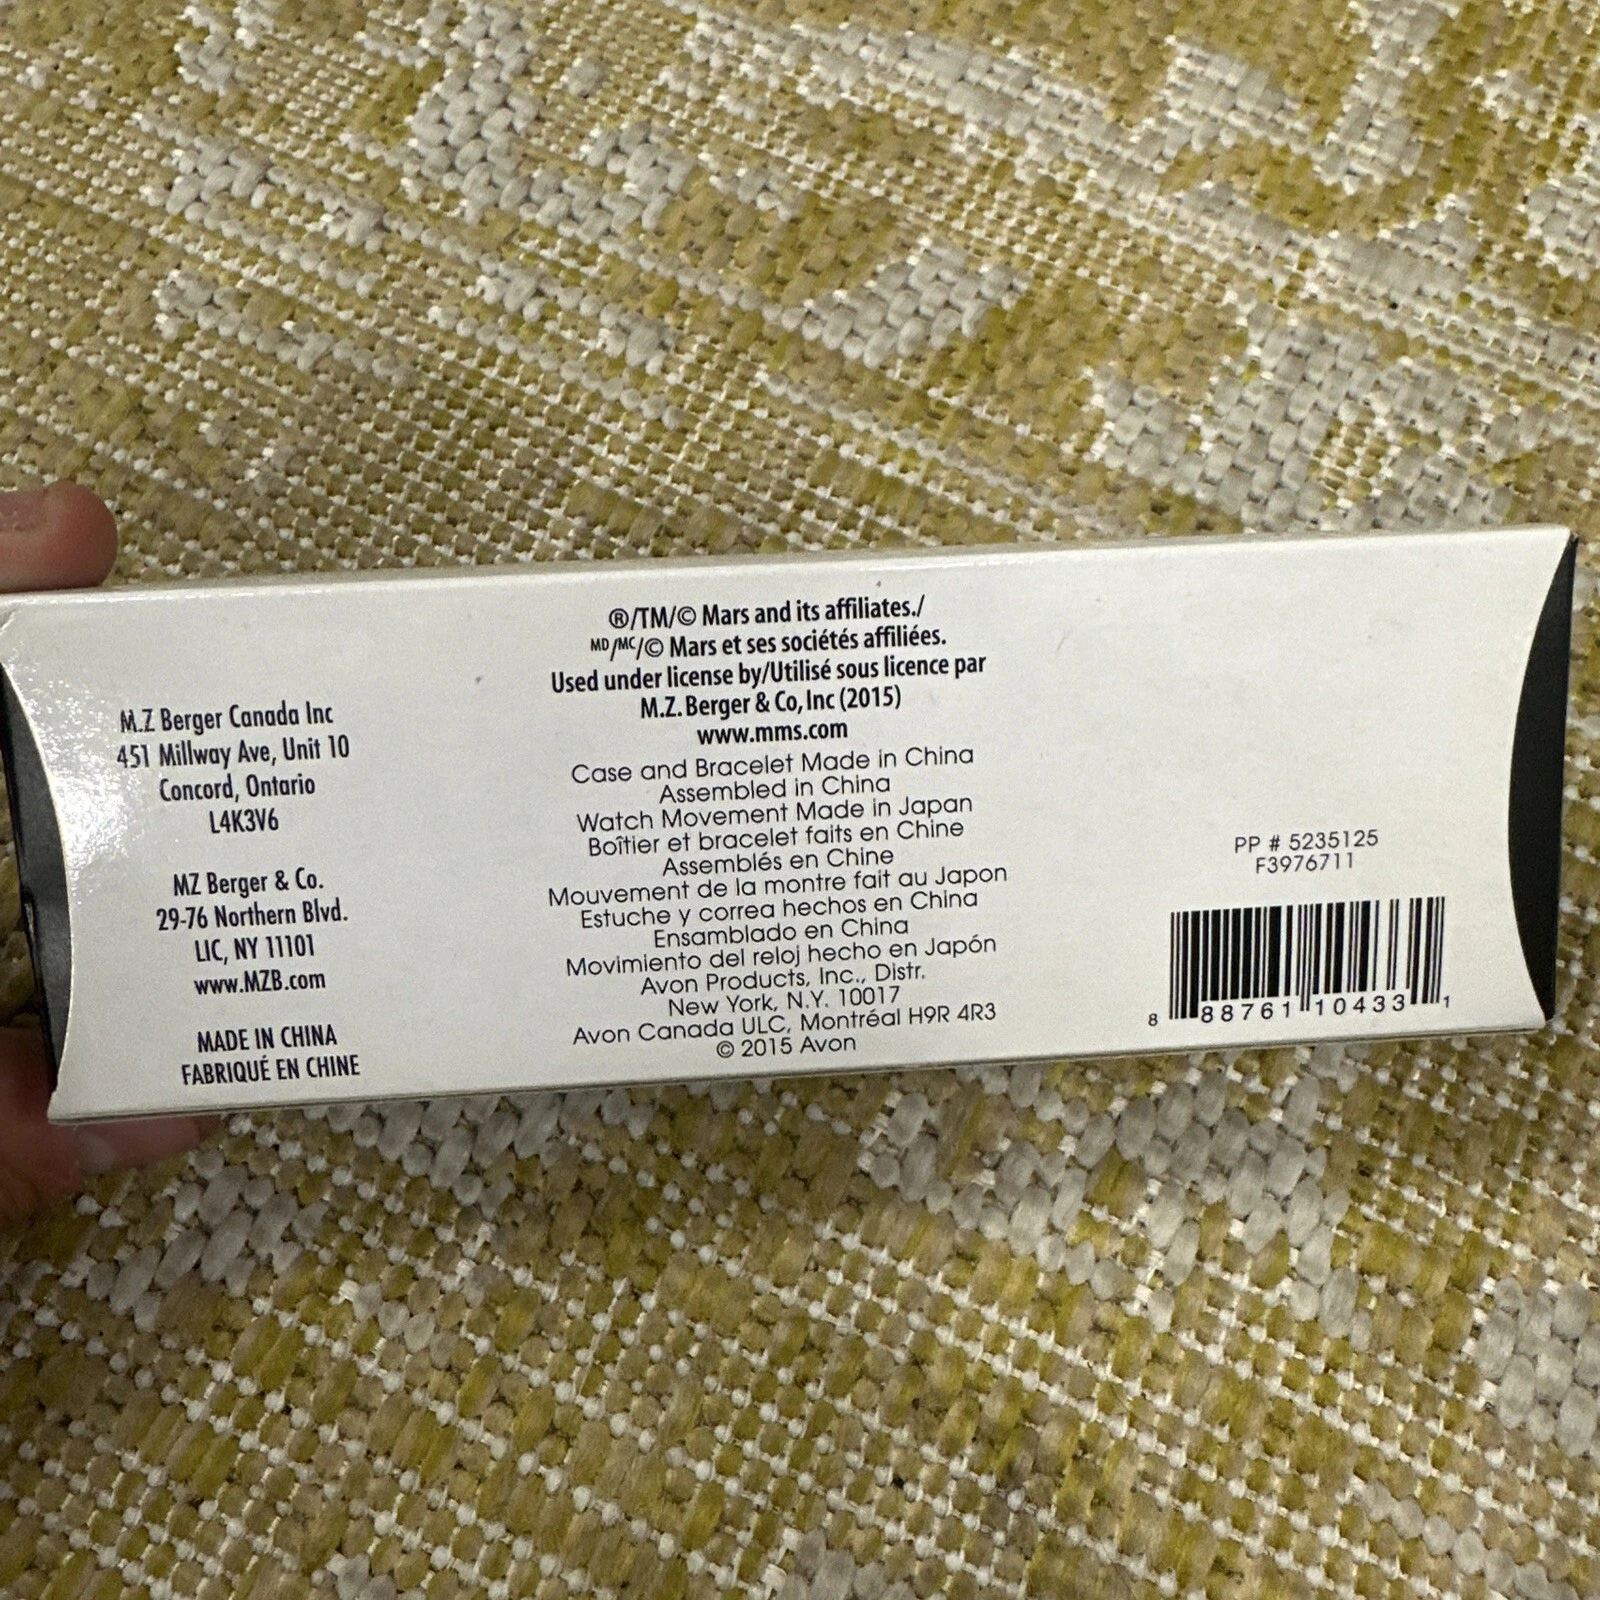 M.Z Berger Canada Inc
451 Millway Ave, Unit 10
Concord, Ontario
L4K3V6
MZ Berger & Co.
29-76 Northern Blvd.
LIC, NY 11101
www.MZB.com
MADE IN CHINA
FABRIQUÉ EN CHINE
®/TM/© Mars and its affiliates./
MD/MC/© Mars et ses sociétés affiliées.
Used under license by/Utilisé sous licence par
M.Z. Berger & Co, Inc (2015)
www.mms.com
Case and Bracelet Made in China
Assembled in China
Watch Movement Made in Japan
Boîtier et bracelet faits en Chine
Assemblés en Chine
Mouvement de la montre fait au Japon
Estuche y correa hechos en China
Ensamblado en China
Movimiento del reloj hecho en Japón
Avon Products, Inc., Distr.
New York, N.Y. 10017
Avon Canada ULC, Montréal H9R 4R3
© 2015 Avon
PP # 5235125
F3976711
8 88761 10433 1